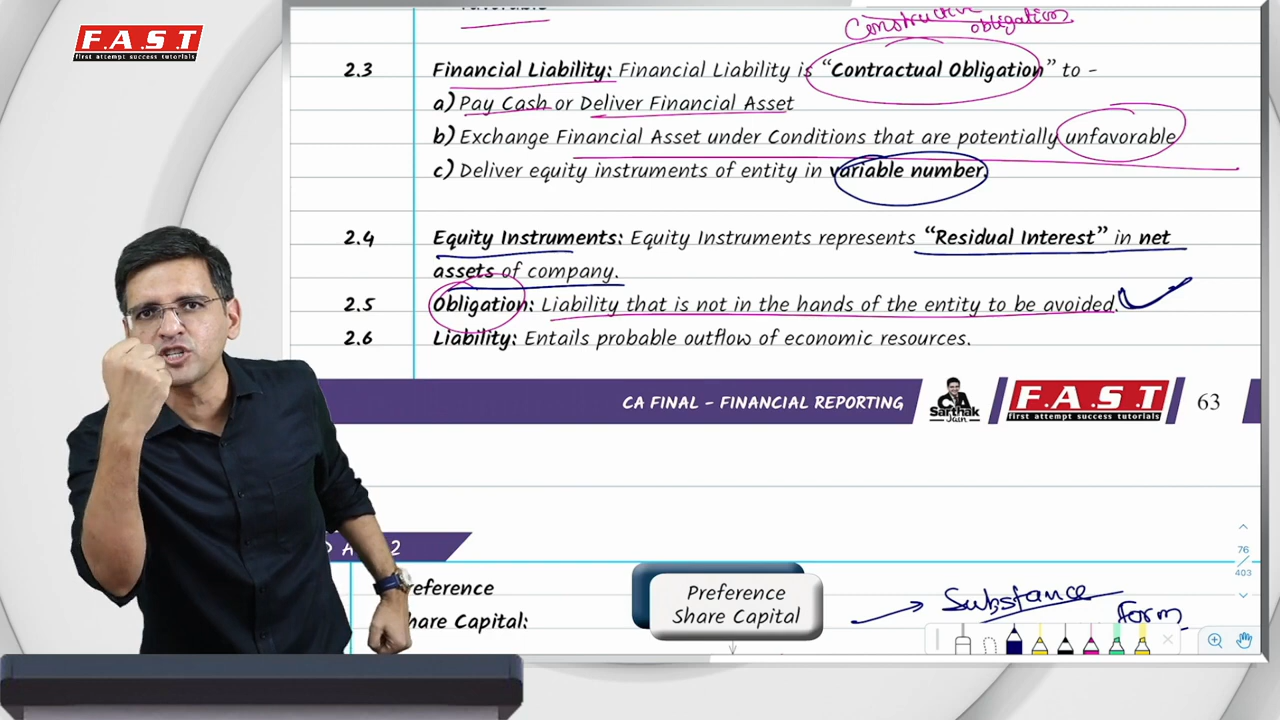 F.A.S.T
first attempt success tutorials
favorable
Constructive
obligation.
2.3 Financial Liability: Financial Liability is “Contractual Obligation” to -
a) Pay Cash or Deliver Financial Asset
b) Exchange Financial Asset under Conditions that are potentially unfavorable
c) Deliver equity instruments of entity in variable number.
2.4 Equity Instruments: Equity Instruments represents “Residual Interest” in net
assets of company.
2.5 Obligation: Liability that is not in the hands of the entity to be avoided.
2.6 Liability: Entails probable outflow of economic resources.
CA FINAL - FINANCIAL REPORTING
CA
Sarthak
Jain
F.A.S.T
first attempt success tutorials
63
2
76
403
reference
hare Capital:
Preference
Share Capital
Substance
form